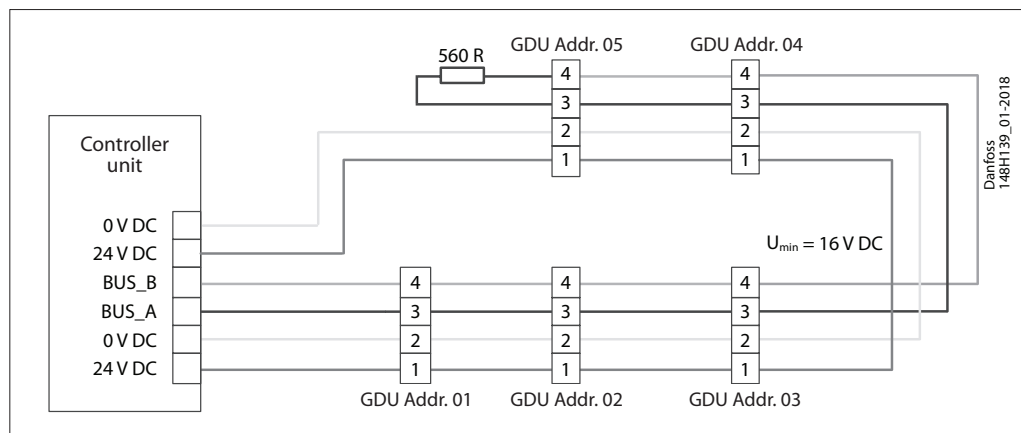 GDU Addr. 05
GDU Addr. 04
560 R
4
4
3
3
2
2
1
1
Controller
unit
0 V DC
24 V DC
BUS_B
BUS_A
0 V DC
24 V DC
U_min = 16 V DC
4
4
4
3
3
3
2
2
2
1
1
1
GDU Addr. 01
GDU Addr. 02
GDU Addr. 03
Danfoss
148H139_01-2018